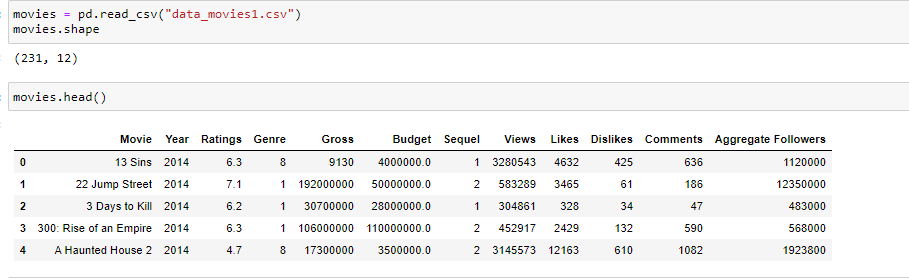 movies = pd.read_csv("data_movies1.csv")
movies.shape
(231, 12)
movies.head()
Movie Year Ratings Genre Gross Budget Sequel Views Likes Dislikes Comments Aggregate Followers
0 13 Sins 2014 6.3 8 9130 4000000.0 1 3280543 4632 425 636 1120000
1 22 Jump Street 2014 7.1 1 192000000 50000000.0 2 583289 3465 61 186 12350000
2 3 Days to Kill 2014 6.2 1 30700000 28000000.0 1 304861 328 34 47 483000
3 300: Rise of an Empire 2014 6.3 1 106000000 110000000.0 2 452917 2429 132 590 568000
4 A Haunted House 2 2014 4.7 8 17300000 3500000.0 2 3145573 12163 610 1082 1923800